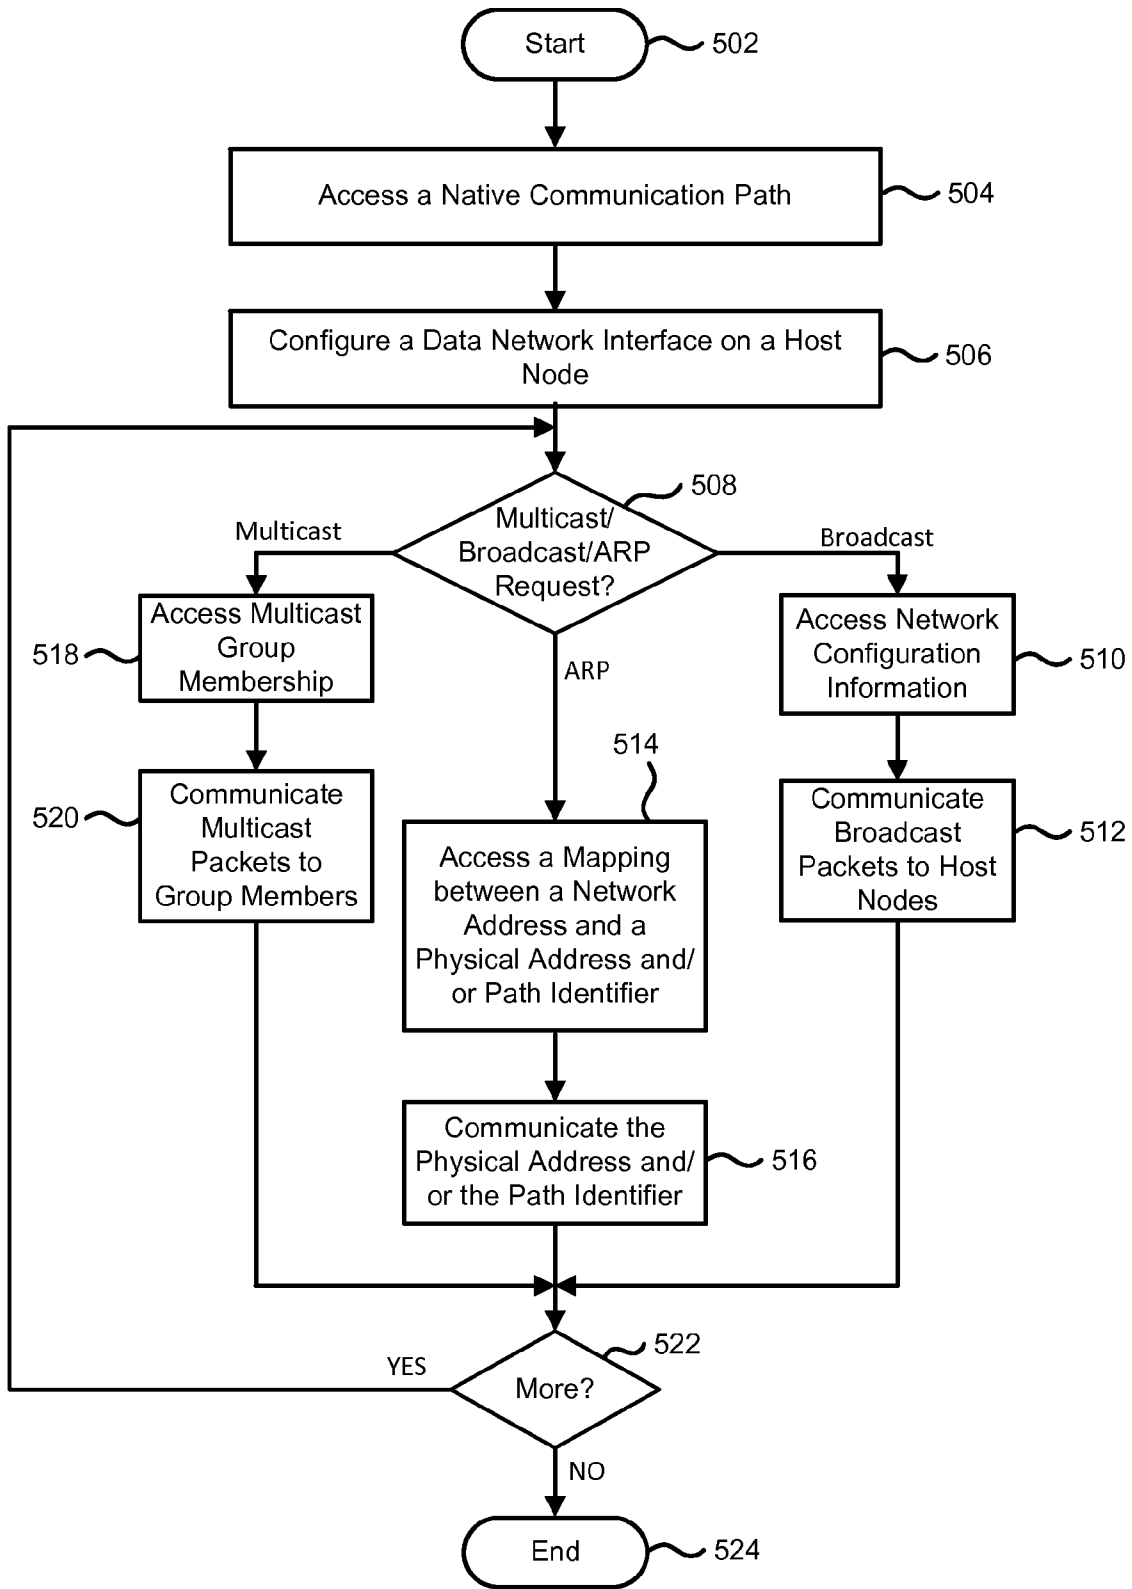 Start
502
Access a Native Communication Path
504
Configure a Data Network Interface on a Host
Node
506
508
Multicast/
Broadcast/ARP
Request?
Multicast
Broadcast
ARP
Access Multicast
Group
Membership
518
Access Network
Configuration
Information
510
Communicate
Multicast
Packets to
Group Members
520
514
Access a Mapping
between a Network
Address and a
Physical Address and/
or Path Identifier
Communicate
Broadcast
Packets to Host
Nodes
512
Communicate the
Physical Address and/
or the Path Identifier
516
More?
522
YES
NO
End
524